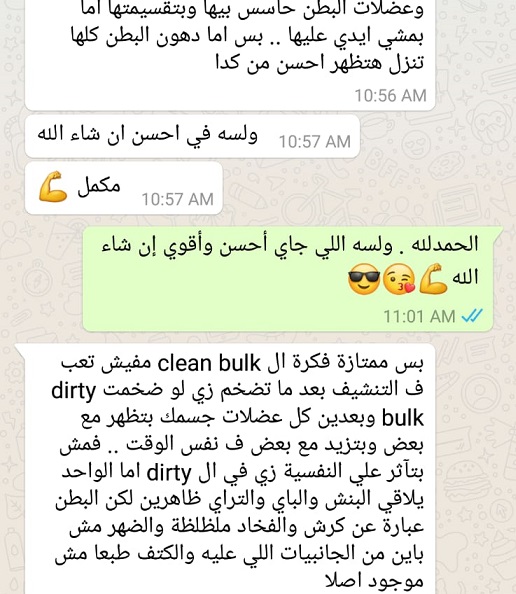 وعضلات البطن حاسس بيها وبتقسيمتها اما
بمشي ايدي عليها .. بس اما دهون البطن كلها
تنزل هتظهر احسن من كدا
10:56 AM
ولسه في احسن ان شاء الله
10:57 AM
مكمل 💪
10:57 AM
الحمدلله . ولسه اللي جاي أحسن وأقوي إن شاء
الله 💪😘😎
11:01 AM
بس ممتازة فكرة ال clean bulk مفيش تعب
ف التنشيف بعد ما تضخم زي لو ضخمت dirty
bulk وبعدين كل عضلات جسمك بتظهر مع
بعض وبتزيد مع بعض ف نفس الوقت .. فمش
بتآثر علي النفسية زي في ال dirty اما الواحد
يلاقي البنش والباي والتراي ظاهرين لكن البطن
عبارة عن كرش والفخاد ملظلظة والضهر مش
باين من الجانبيات اللي عليه والكتف طبعا مش
موجود اصلا